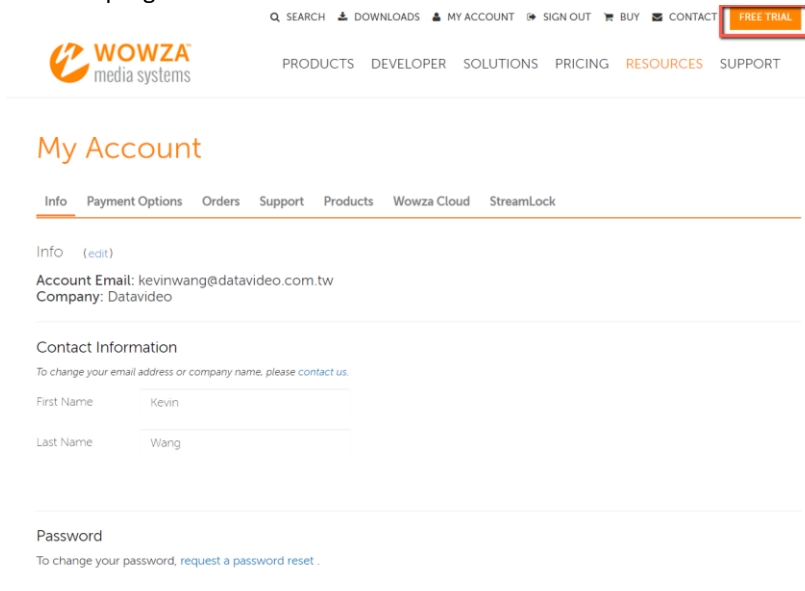 SEARCH DOWNLOADS MY ACCOUNT SIGN OUT BUY CONTACT FREE TRIAL
WOWZA
media systems
PRODUCTS DEVELOPER SOLUTIONS PRICING RESOURCES SUPPORT
My Account
Info Payment Options Orders Support Products Wowza Cloud StreamLock
Info (edit)
Account Email: kevinwang@datavideo.com.tw
Company: Datavideo
Contact Information
To change your email address or company name, please contact us.
First Name Kevin
Last Name Wang
Password
To change your password, request a password reset .